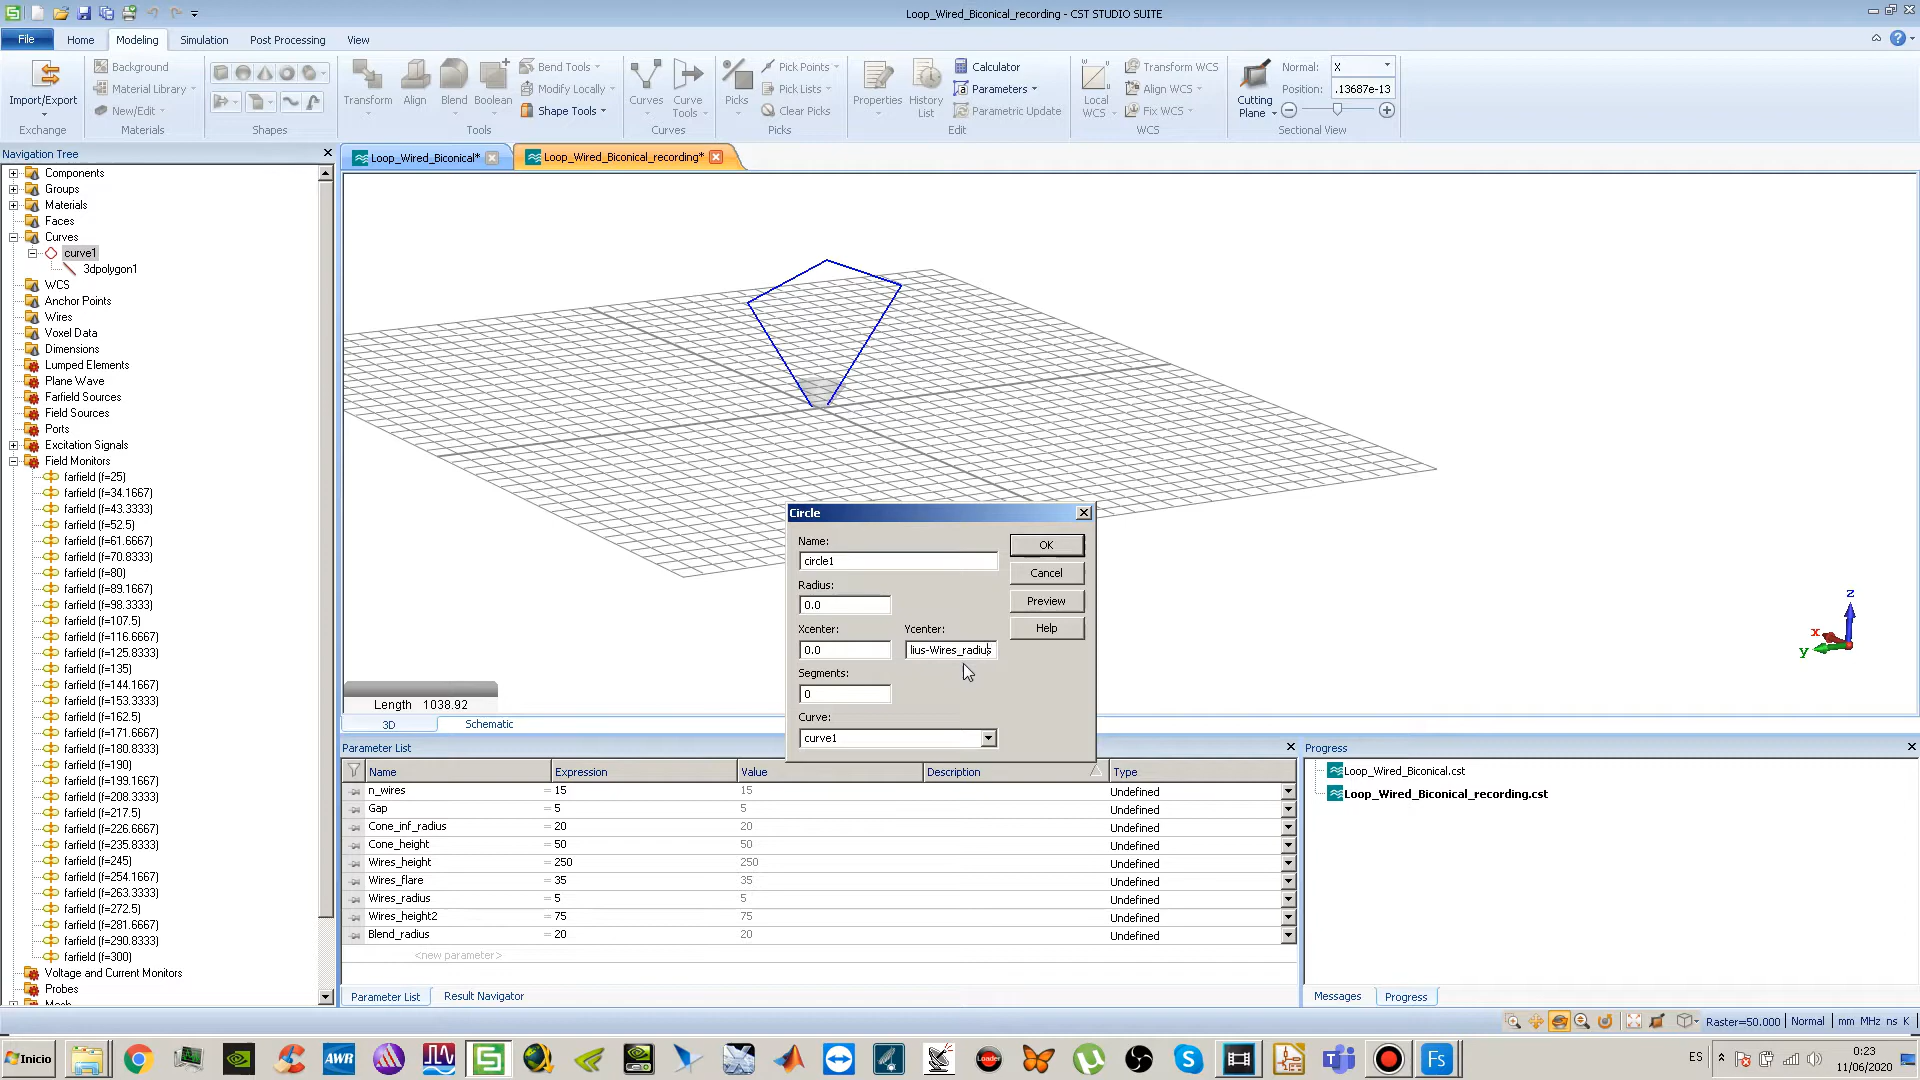 Loop_Wired_Biconical_recording - CST STUDIO SUITE
File
Home
Modeling
Simulation
Post Processing
View
Import/Export
Exchange
Background
Material Library
New/Edit
Materials
Shapes
Transform
Align
Blend
Boolean
Bend Tools
Modify Locally
Shape Tools
Tools
Curves
Curve
Tools
Curves
Picks
Pick Points
Pick Lists
Clear Picks
Picks
Properties
History
List
Calculator
Parameters
Parametric Update
Edit
Local
WCS
Transform WCS
Align WCS
Fix WCS
WCS
Cutting
Plane
Normal:
X
Position:
.13687e-13
Sectional View
Navigation Tree
Loop_Wired_Biconical*
Loop_Wired_Biconical_recording*
Components
Groups
Materials
Faces
Curves
curve1
3dpolygon1
WCS
Anchor Points
Wires
Voxel Data
Dimensions
Lumped Elements
Plane Wave
Farfield Sources
Field Sources
Ports
Excitation Signals
Field Monitors
farfield (f=25)
farfield (f=34.1667)
farfield (f=43.3333)
farfield (f=52.5)
farfield (f=61.6667)
farfield (f=70.8333)
farfield (f=80)
farfield (f=89.1667)
farfield (f=98.3333)
farfield (f=107.5)
farfield (f=116.6667)
farfield (f=125.8333)
farfield (f=135)
farfield (f=144.1667)
farfield (f=153.3333)
farfield (f=162.5)
farfield (f=171.6667)
farfield (f=180.8333)
farfield (f=190)
farfield (f=199.1667)
farfield (f=208.3333)
farfield (f=217.5)
farfield (f=226.6667)
farfield (f=235.8333)
farfield (f=245)
farfield (f=254.1667)
farfield (f=263.3333)
farfield (f=272.5)
farfield (f=281.6667)
farfield (f=290.8333)
farfield (f=300)
Voltage and Current Monitors
Probes
Mesh
z
x
y
Length 1038.92
3D
Schematic
Circle
Name:
circle1
Radius:
0.0
Xcenter:
Ycenter:
0.0
lius-Wires_radius
Segments:
0
Curve:
curve1
OK
Cancel
Preview
Help
Parameter List
Name Expression Value Description Type
n_wires = 15 15 Undefined
Gap = 5 5 Undefined
Cone_inf_radius = 20 20 Undefined
Cone_height = 50 50 Undefined
Wires_height = 250 250 Undefined
Wires_flare = 35 35 Undefined
Wires_radius = 5 5 Undefined
Wires_height2 = 75 75 Undefined
Blend_radius = 20 20 Undefined
<new parameter>
Parameter List
Result Navigator
Progress
Loop_Wired_Biconical.cst
Loop_Wired_Biconical_recording.cst
Messages
Progress
Raster=50.000
Normal
mm MHz ns K
Inicio
AWR
Loader
Fs
ES
0:23
11/06/2020